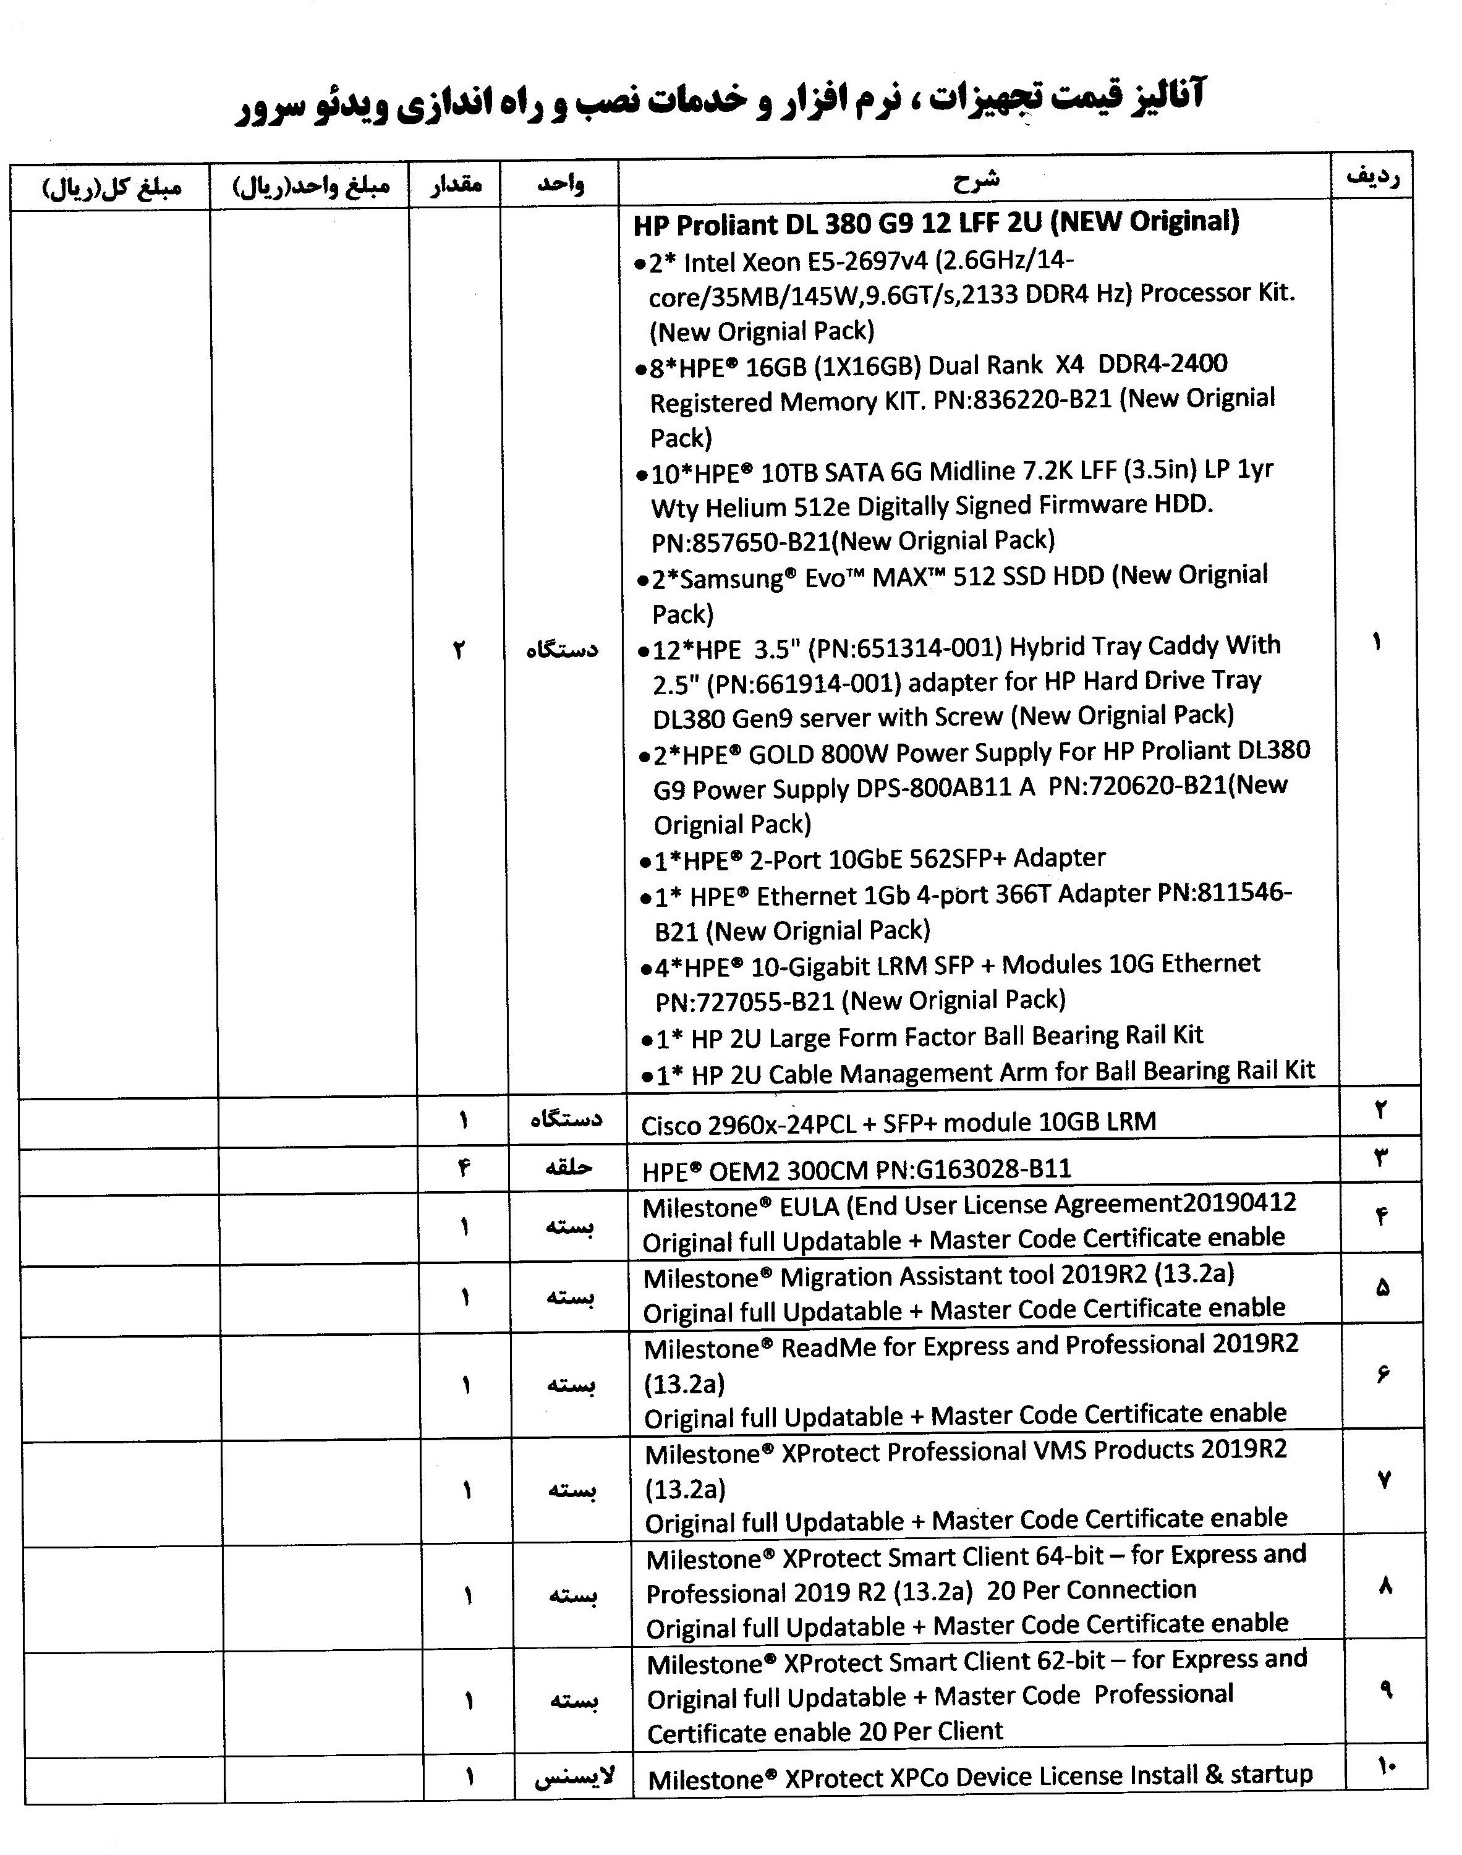 آنالیز قیمت تجهیزات ، نرم افزار و خدمات نصب و راه اندازی ویدئو سرور
ردیف شرح واحد مقدار مبلغ واحد(ریال) مبلغ کل(ریال)
۱
HP Proliant DL 380 G9 12 LFF 2U (NEW Original)
●2* Intel Xeon E5-2697v4 (2.6GHz/14-
core/35MB/145W,9.6GT/s,2133 DDR4 Hz) Processor Kit.
(New Orignial Pack)
●8*HPE® 16GB (1X16GB) Dual Rank X4 DDR4-2400
Registered Memory KIT. PN:836220-B21 (New Orignial
Pack)
●10*HPE® 10TB SATA 6G Midline 7.2K LFF (3.5in) LP 1yr
Wty Helium 512e Digitally Signed Firmware HDD.
PN:857650-B21(New Orignial Pack)
●2*Samsung® Evo™ MAX™ 512 SSD HDD (New Orignial
Pack)
●12*HPE 3.5" (PN:651314-001) Hybrid Tray Caddy With
2.5" (PN:661914-001) adapter for HP Hard Drive Tray
DL380 Gen9 server with Screw (New Orignial Pack)
●2*HPE® GOLD 800W Power Supply For HP Proliant DL380
G9 Power Supply DPS-800AB11 A PN:720620-B21(New
Orignial Pack)
●1*HPE® 2-Port 10GbE 562SFP+ Adapter
●1* HPE® Ethernet 1Gb 4-port 366T Adapter PN:811546-
B21 (New Orignial Pack)
●4*HPE® 10-Gigabit LRM SFP + Modules 10G Ethernet
PN:727055-B21 (New Orignial Pack)
●1* HP 2U Large Form Factor Ball Bearing Rail Kit
●1* HP 2U Cable Management Arm for Ball Bearing Rail Kit
دستگاه ۲
۲
Cisco 2960x-24PCL + SFP+ module 10GB LRM
دستگاه ۱
۳
HPE® OEM2 300CM PN:G163028-B11
حلقه ۴
۴
Milestone® EULA (End User License Agreement20190412
Original full Updatable + Master Code Certificate enable
بسته ۱
۵
Milestone® Migration Assistant tool 2019R2 (13.2a)
Original full Updatable + Master Code Certificate enable
بسته ۱
۶
Milestone® ReadMe for Express and Professional 2019R2
(13.2a)
Original full Updatable + Master Code Certificate enable
بسته ۱
۷
Milestone® XProtect Professional VMS Products 2019R2
(13.2a)
Original full Updatable + Master Code Certificate enable
بسته ۱
۸
Milestone® XProtect Smart Client 64-bit – for Express and
Professional 2019 R2 (13.2a) 20 Per Connection
Original full Updatable + Master Code Certificate enable
بسته ۱
۹
Milestone® XProtect Smart Client 62-bit – for Express and
Original full Updatable + Master Code Professional
Certificate enable 20 Per Client
بسته ۱
۱۰
Milestone® XProtect XPCo Device License Install & startup
لایسنس ۱